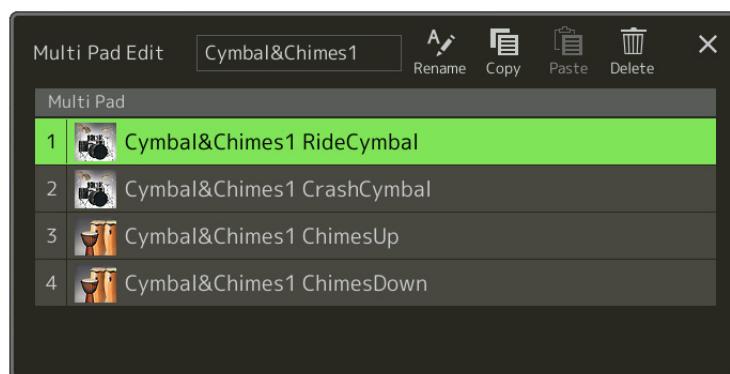 Multi Pad Edit Cymbal&Chimes1 Rename Copy Paste Delete
Multi Pad
1 Cymbal&Chimes1 RideCymbal
2 Cymbal&Chimes1 CrashCymbal
3 Cymbal&Chimes1 ChimesUp
4 Cymbal&Chimes1 ChimesDown